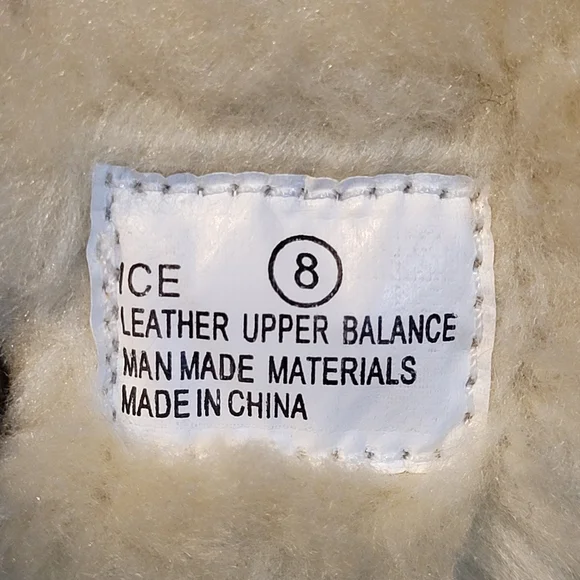 ICE 8
LEATHER UPPER BALANCE
MAN MADE MATERIALS
MADE IN CHINA